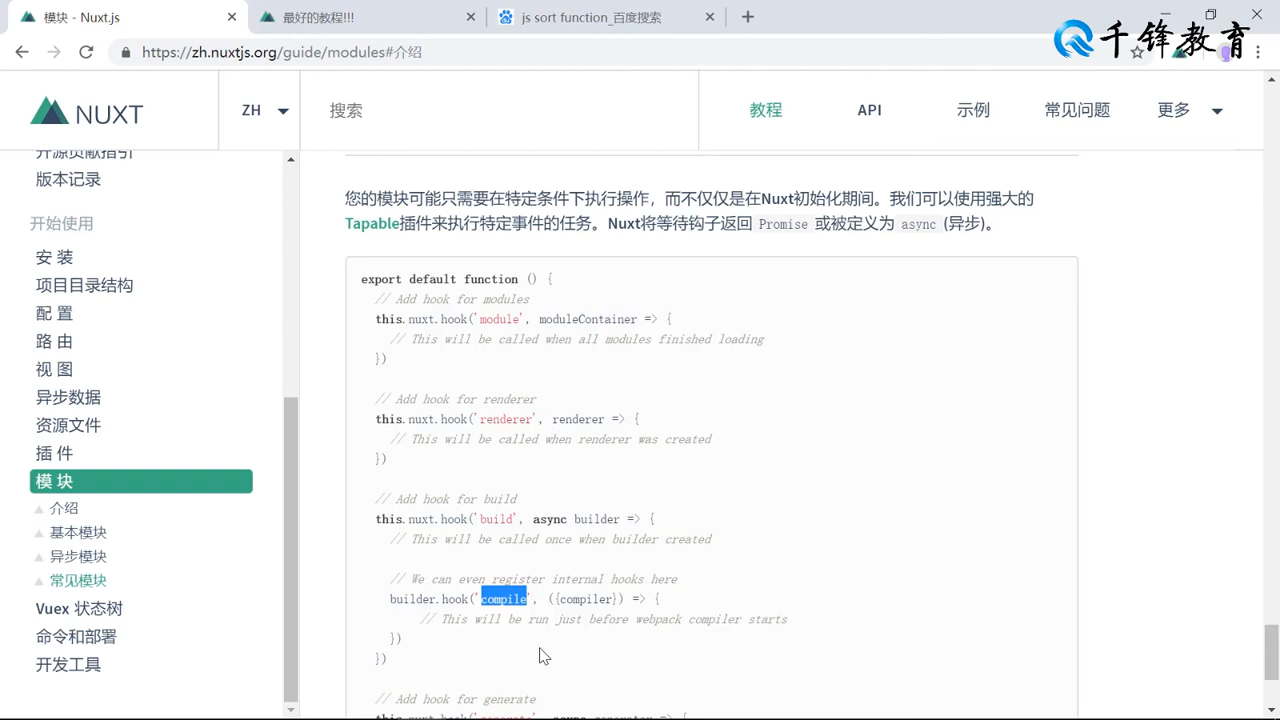 模块 - Nuxt.js
最好的教程!!!
js sort function_百度搜索
https://zh.nuxtjs.org/guide/modules#介绍
千锋教育
NUXT
ZH
搜索
教程
API
示例
常见问题
更多
开源贡献指引
版本记录
开始使用
安 装
项目目录结构
配 置
路 由
视 图
异步数据
资源文件
插 件
模 块
介绍
基本模块
异步模块
常见模块
Vuex 状态树
命令和部署
开发工具
您的模块可能只需要在特定条件下执行操作，而不仅仅是在Nuxt初始化期间。我们可以使用强大的
Tapable插件来执行特定事件的任务。Nuxt将等待钩子返回 Promise 或被定义为 async (异步)。
export default function () {
// Add hook for modules
this.nuxt.hook('module', moduleContainer => {
// This will be called when all modules finished loading
})
// Add hook for renderer
this.nuxt.hook('renderer', renderer => {
// This will be called when renderer was created
})
// Add hook for build
this.nuxt.hook('build', async builder => {
// This will be called once when builder created
// We can even register internal hooks here
builder.hook('compile', ({compiler}) => {
// This will be run just before webpack compiler starts
})
})
// Add hook for generate
this.nuxt.hook('generate', async generator => {